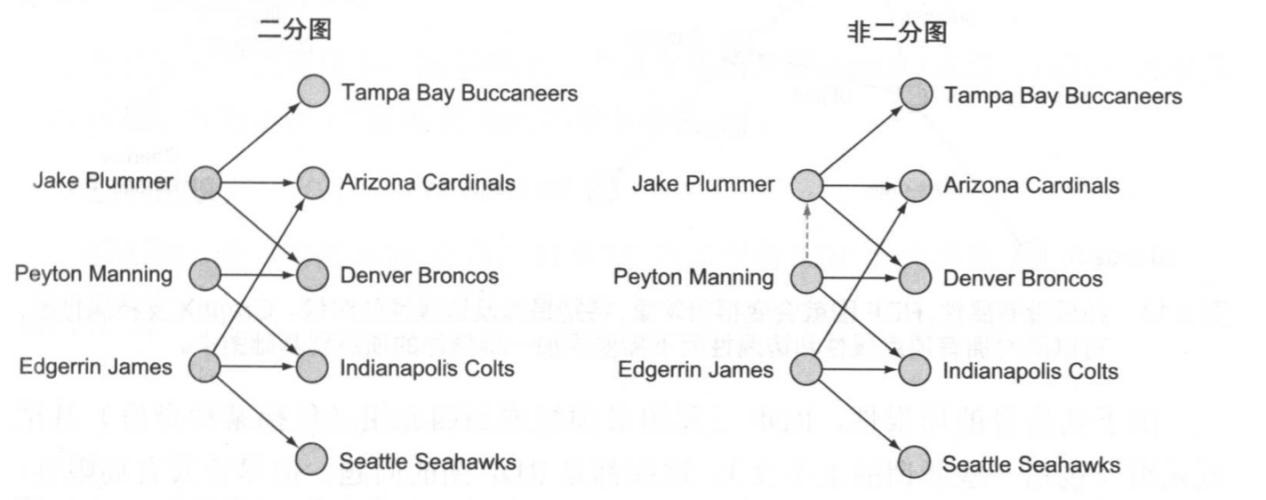 二分图
非二分图
Tampa Bay Buccaneers
Jake Plummer
Arizona Cardinals
Peyton Manning
Denver Broncos
Edgerrin James
Indianapolis Colts
Seattle Seahawks
Tampa Bay Buccaneers
Jake Plummer
Arizona Cardinals
Peyton Manning
Denver Broncos
Edgerrin James
Indianapolis Colts
Seattle Seahawks